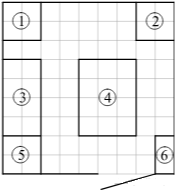 ① ②
③ ④
⑤ ⑥